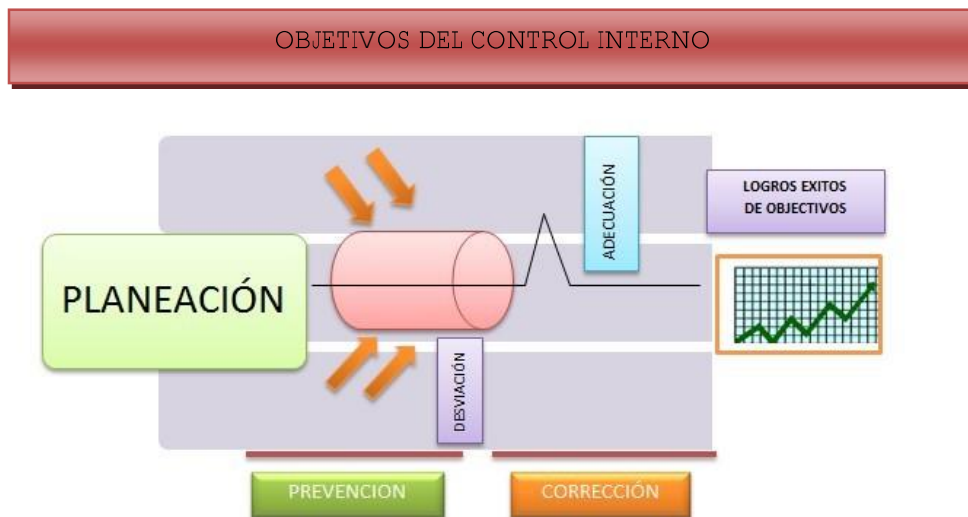 OBJETIVOS DEL CONTROL INTERNO
ADECUACIÓN
LOGROS EXITOS
DE OBJECTIVOS
PLANEACIÓN
DESVIACIÓN
PREVENCION
CORRECCIÓN